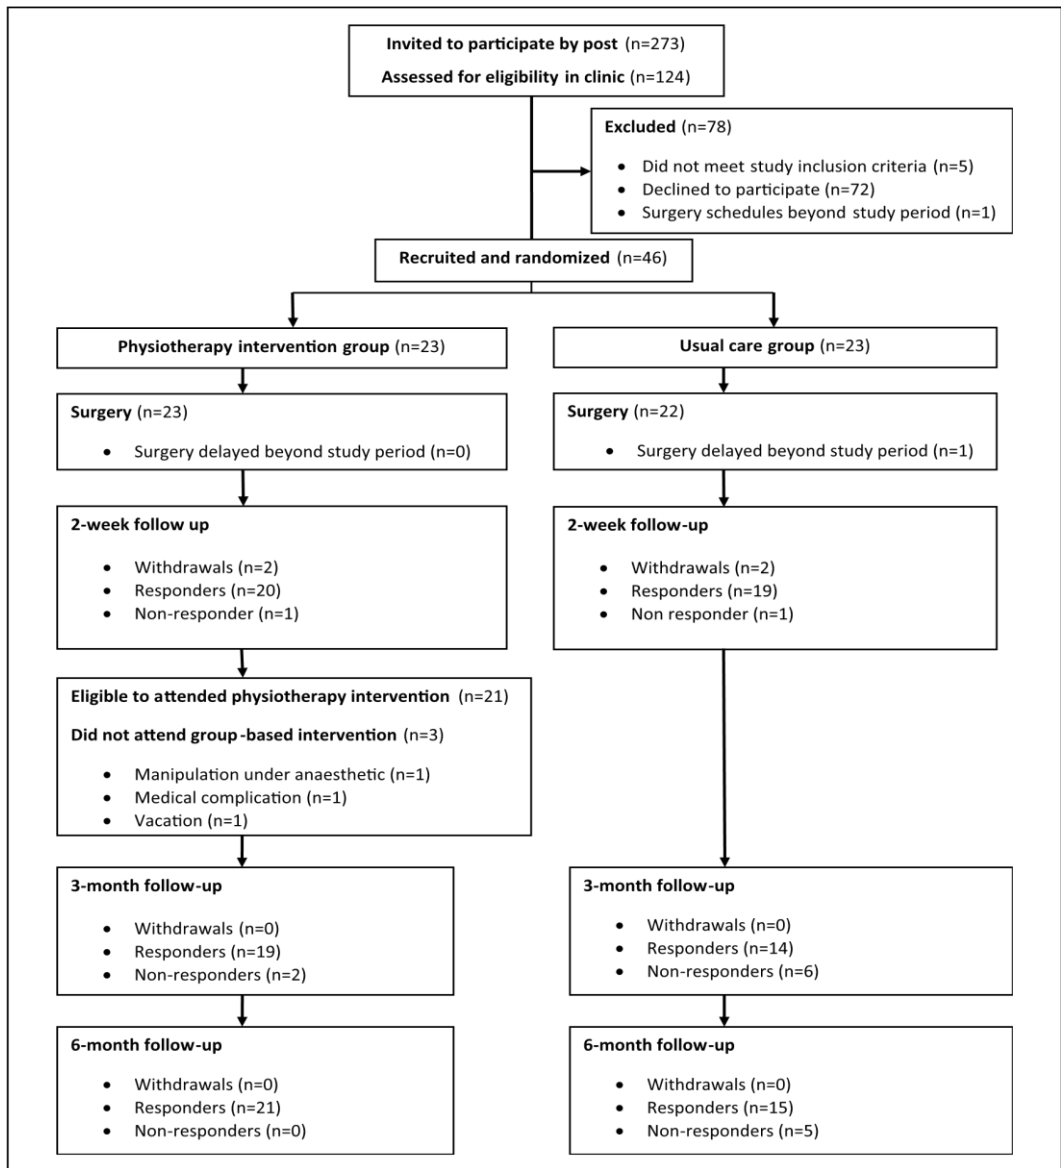 Invited to participate by post (n=273)
Assessed for eligibility in clinic (n=124)
Excluded (n=78)
• Did not meet study inclusion criteria (n=5)
• Declined to participate (n=72)
• Surgery schedules beyond study period (n=1)
Recruited and randomized (n=46)
Physiotherapy intervention group (n=23)
Usual care group (n=23)
Surgery (n=23)
• Surgery delayed beyond study period (n=0)
Surgery (n=22)
• Surgery delayed beyond study period (n=1)
2-week follow up
• Withdrawals (n=2)
• Responders (n=20)
• Non-responder (n=1)
2-week follow-up
• Withdrawals (n=2)
• Responders (n=19)
• Non responder (n=1)
Eligible to attended physiotherapy intervention (n=21)
Did not attend group-based intervention (n=3)
• Manipulation under anaesthetic (n=1)
• Medical complication (n=1)
• Vacation (n=1)
3-month follow-up
• Withdrawals (n=0)
• Responders (n=19)
• Non-responders (n=2)
3-month follow-up
• Withdrawals (n=0)
• Responders (n=14)
• Non-responders (n=6)
6-month follow-up
• Withdrawals (n=0)
• Responders (n=21)
• Non-responders (n=0)
6-month follow-up
• Withdrawals (n=0)
• Responders (n=15)
• Non-responders (n=5)